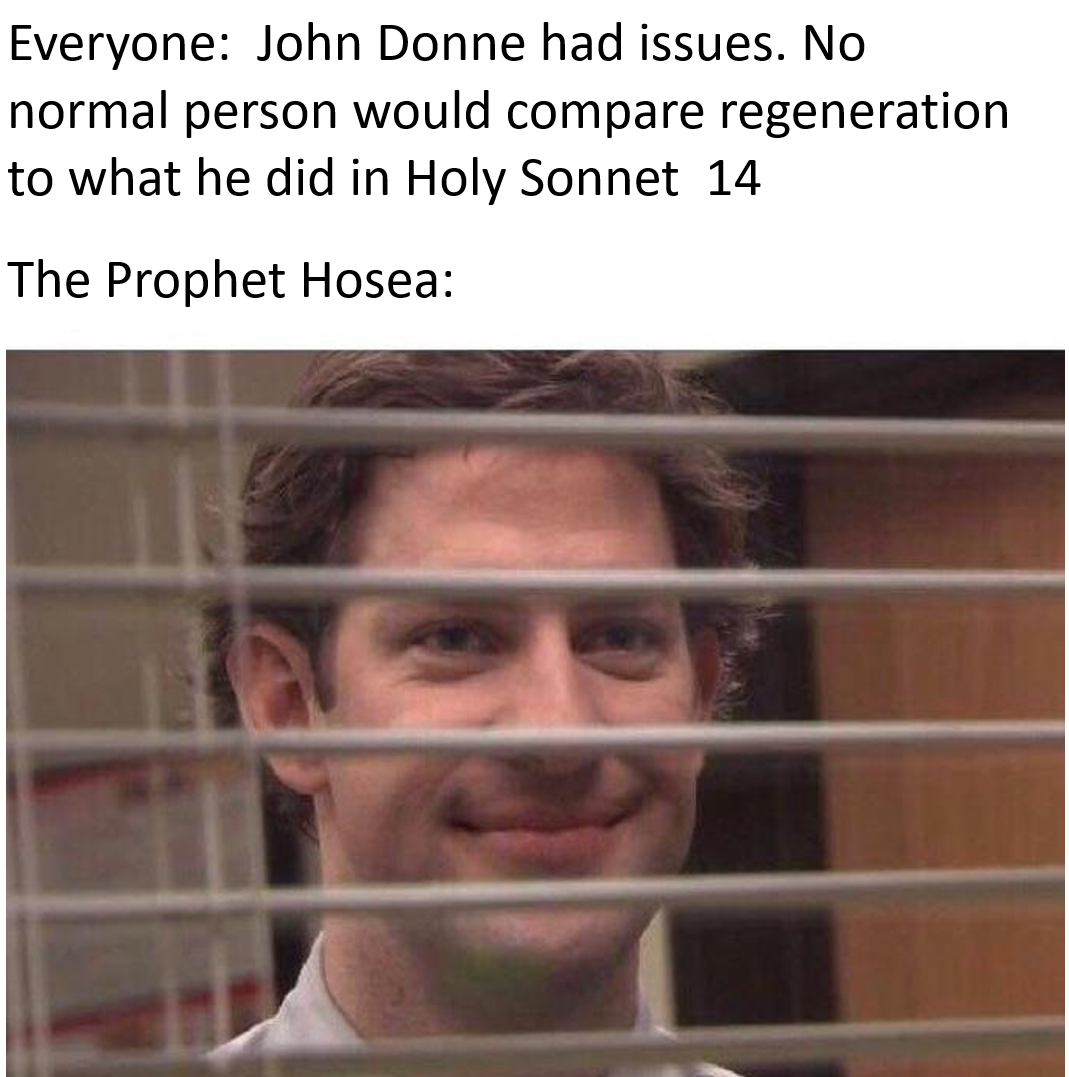 Everyone:  John Donne had issues. No
normal person would compare regeneration
to what he did in Holy Sonnet  14
The Prophet Hosea: